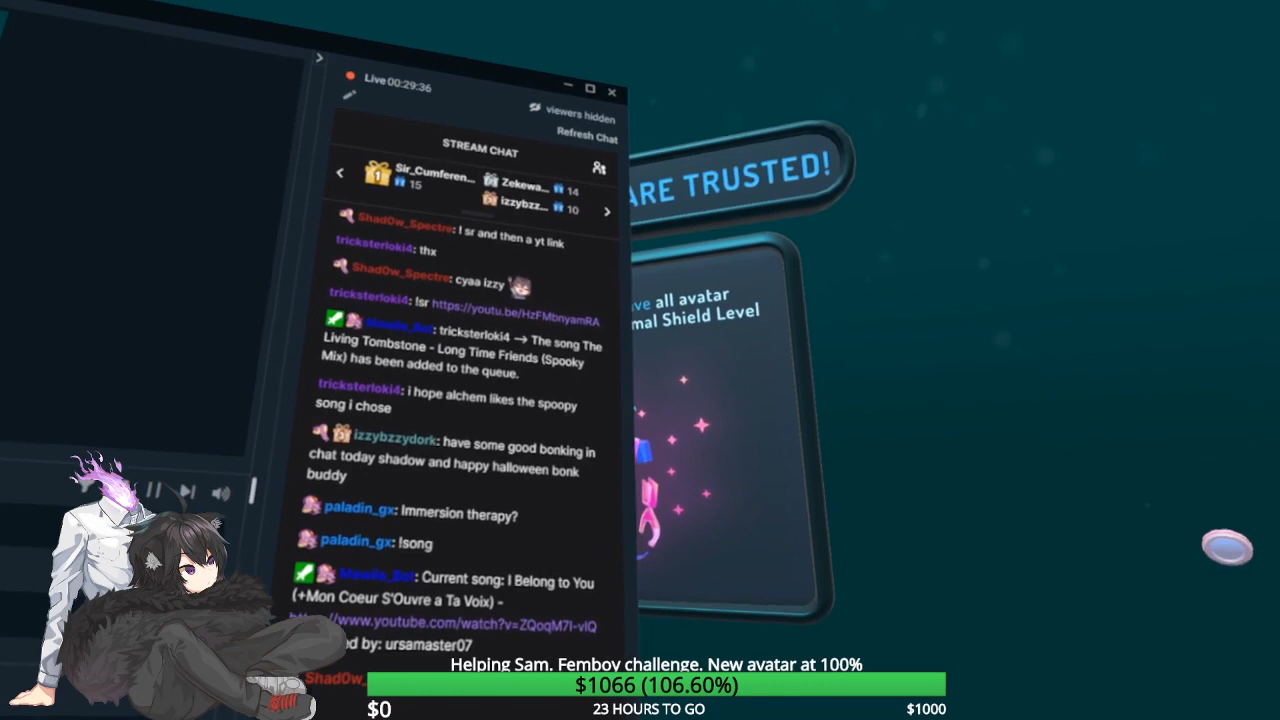 Live 00:29:36
viewers hidden
Refresh Chat
STREAM CHAT
1
Sir_Cumferen...
15
Zekewa... 14
izzybzz... 10
Shad0w_Spectre: ! sr and then a yt link
tricksterloki4: thx
Shad0w_Spectre: cyaa izzy
tricksterloki4: !sr https://youtu.be/HzFMbnyamRA
tricksterloki4 → The song The
Living Tombstone - Long Time Friends (Spooky
Mix) has been added to the queue.
tricksterloki4: i hope alchem likes the spoopy
song i chose
izzybzzydork: have some good bonking in
chat today shadow and happy halloween bonk
buddy
paladin_gx: Immersion therapy?
paladin_gx: !song
Current song: I Belong to You
(+Mon Coeur S'Ouvre a Ta Voix) -
https://www.youtube.com/watch?v=ZQoqM7I-vIQ
ed by: ursamaster07
Shad0w_
ARE TRUSTED!
ve all avatar
mal Shield Level
Helping Sam. Femboy challenge. New avatar at 100%
$1066 (106.60%)
$0
23 HOURS TO GO
$1000